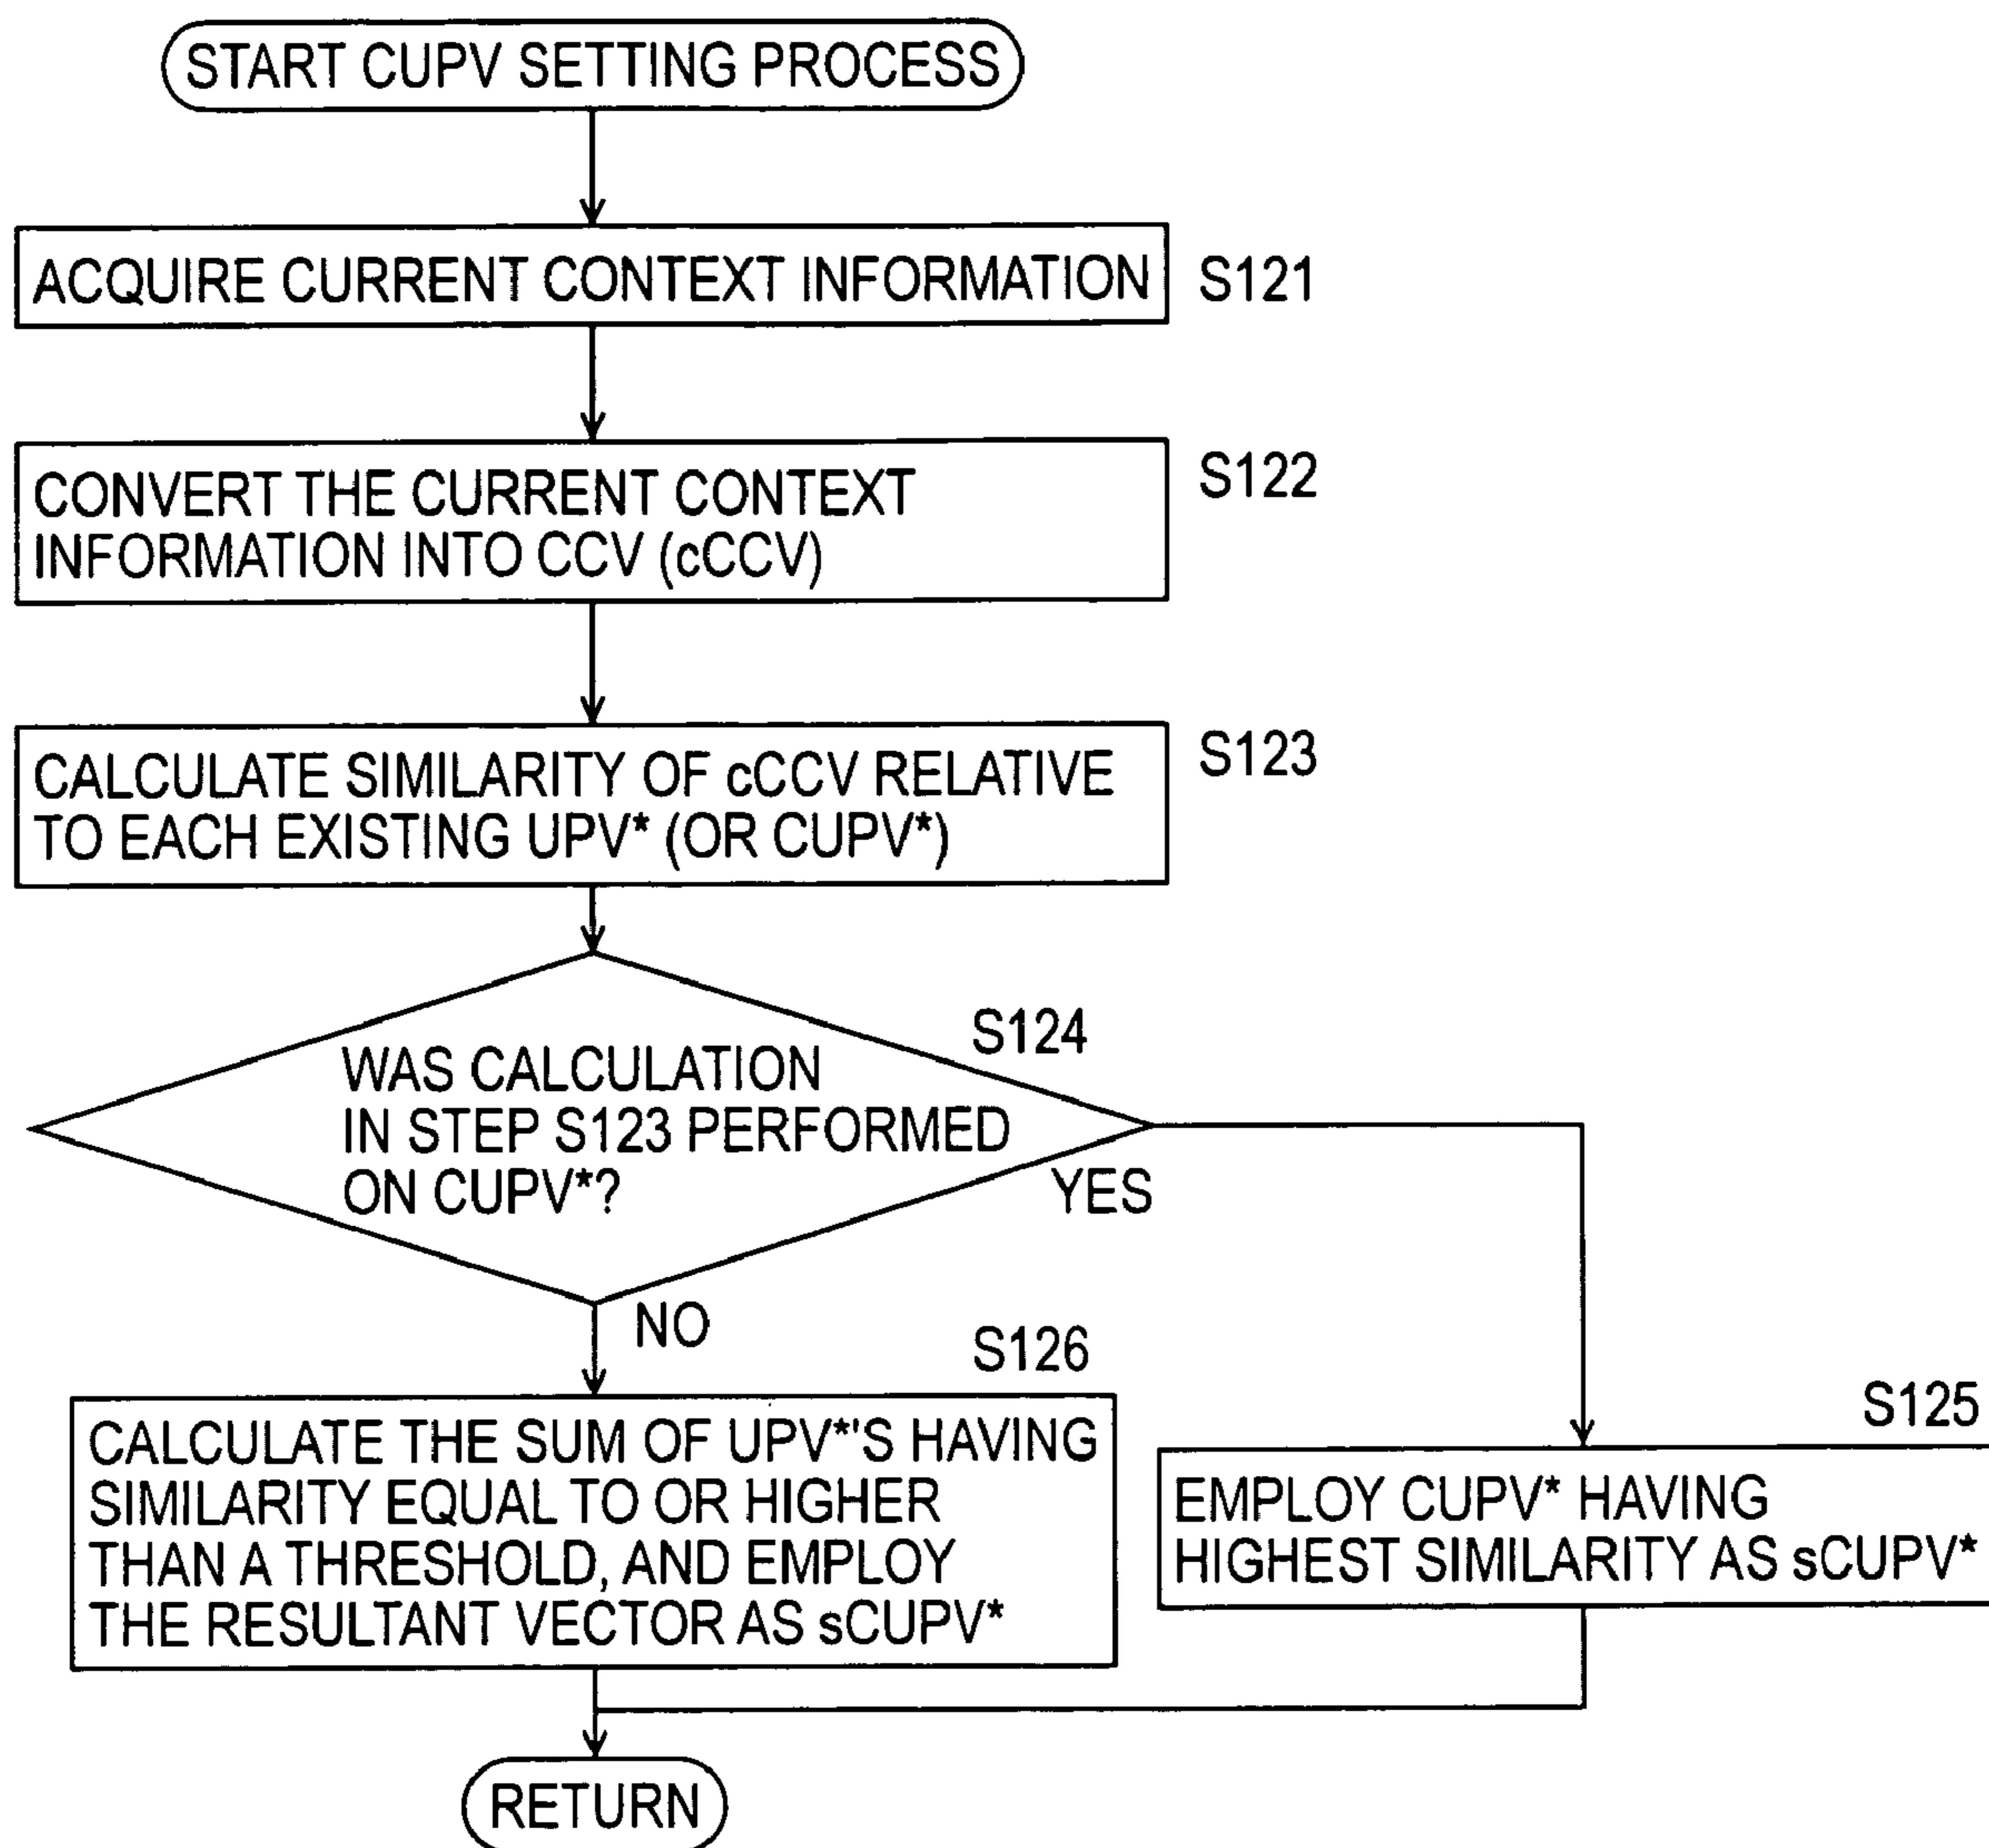 START CUPV SETTING PROCESS
ACQUIRE CURRENT CONTEXT INFORMATION
S121
CONVERT THE CURRENT CONTEXT
INFORMATION INTO CCV (cCCV)
S122
CALCULATE SIMILARITY OF cCCV RELATIVE
TO EACH EXISTING UPV* (OR CUPV*)
S123
S124
WAS CALCULATION
IN STEP S123 PERFORMED
ON CUPV*?
YES
NO
S126
CALCULATE THE SUM OF UPV*'S HAVING
SIMILARITY EQUAL TO OR HIGHER
THAN A THRESHOLD, AND EMPLOY
THE RESULTANT VECTOR AS sCUPV*
S125
EMPLOY CUPV* HAVING
HIGHEST SIMILARITY AS sCUPV*
RETURN